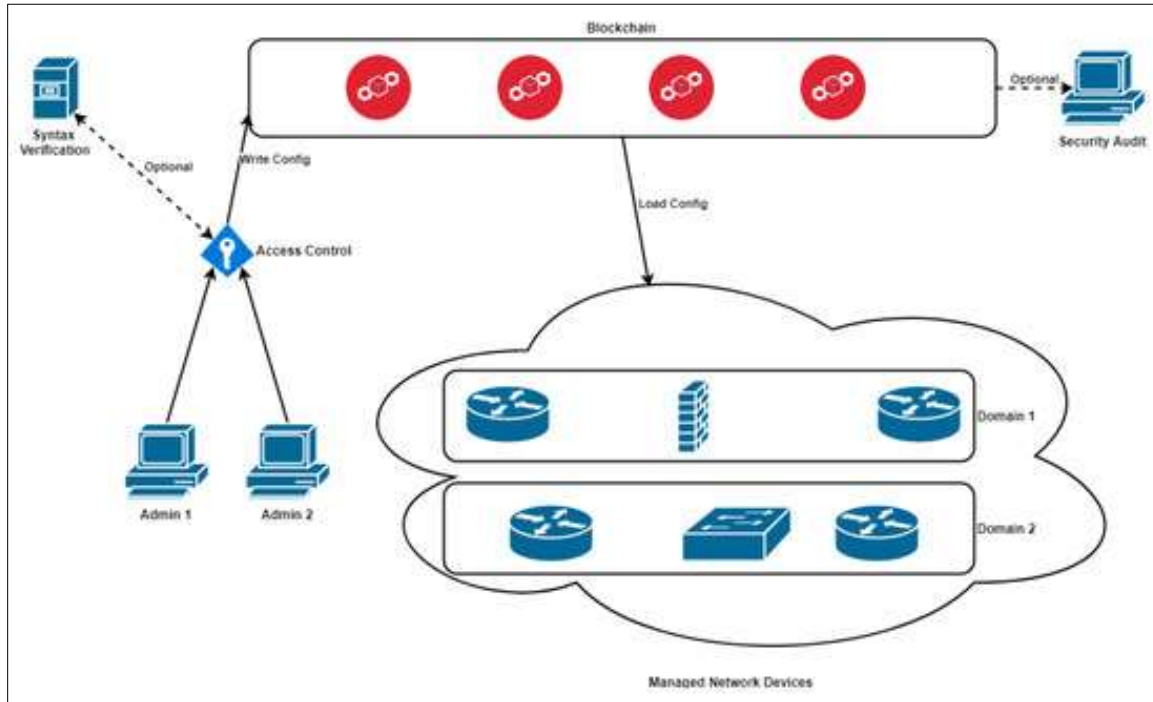 Blockchain
Optional
Syntax
Verification
Security Audit
Write Config
Optional
Load Config
Access Control
Domain 1
Admin 1
Admin 2
Domain 2
Managed Network Devices